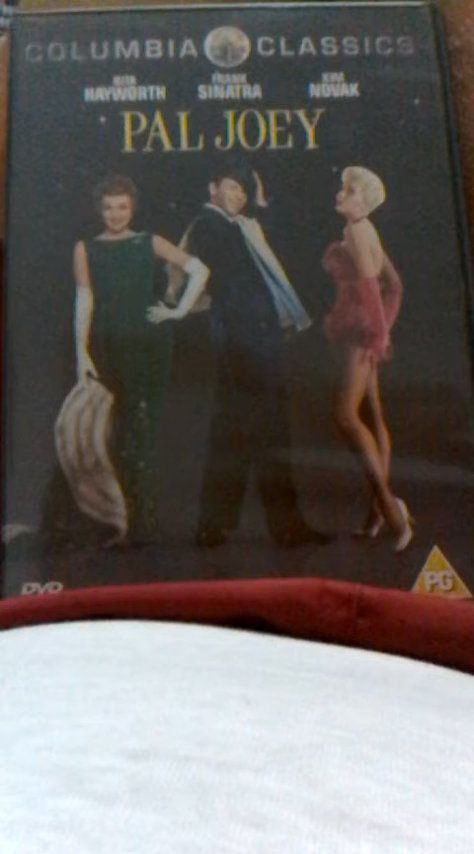 COLUMBIA CLASSICS
RITA HAYWORTH
FRANK SINATRA
KIM NOVAK
PAL JOEY
DVD
PG